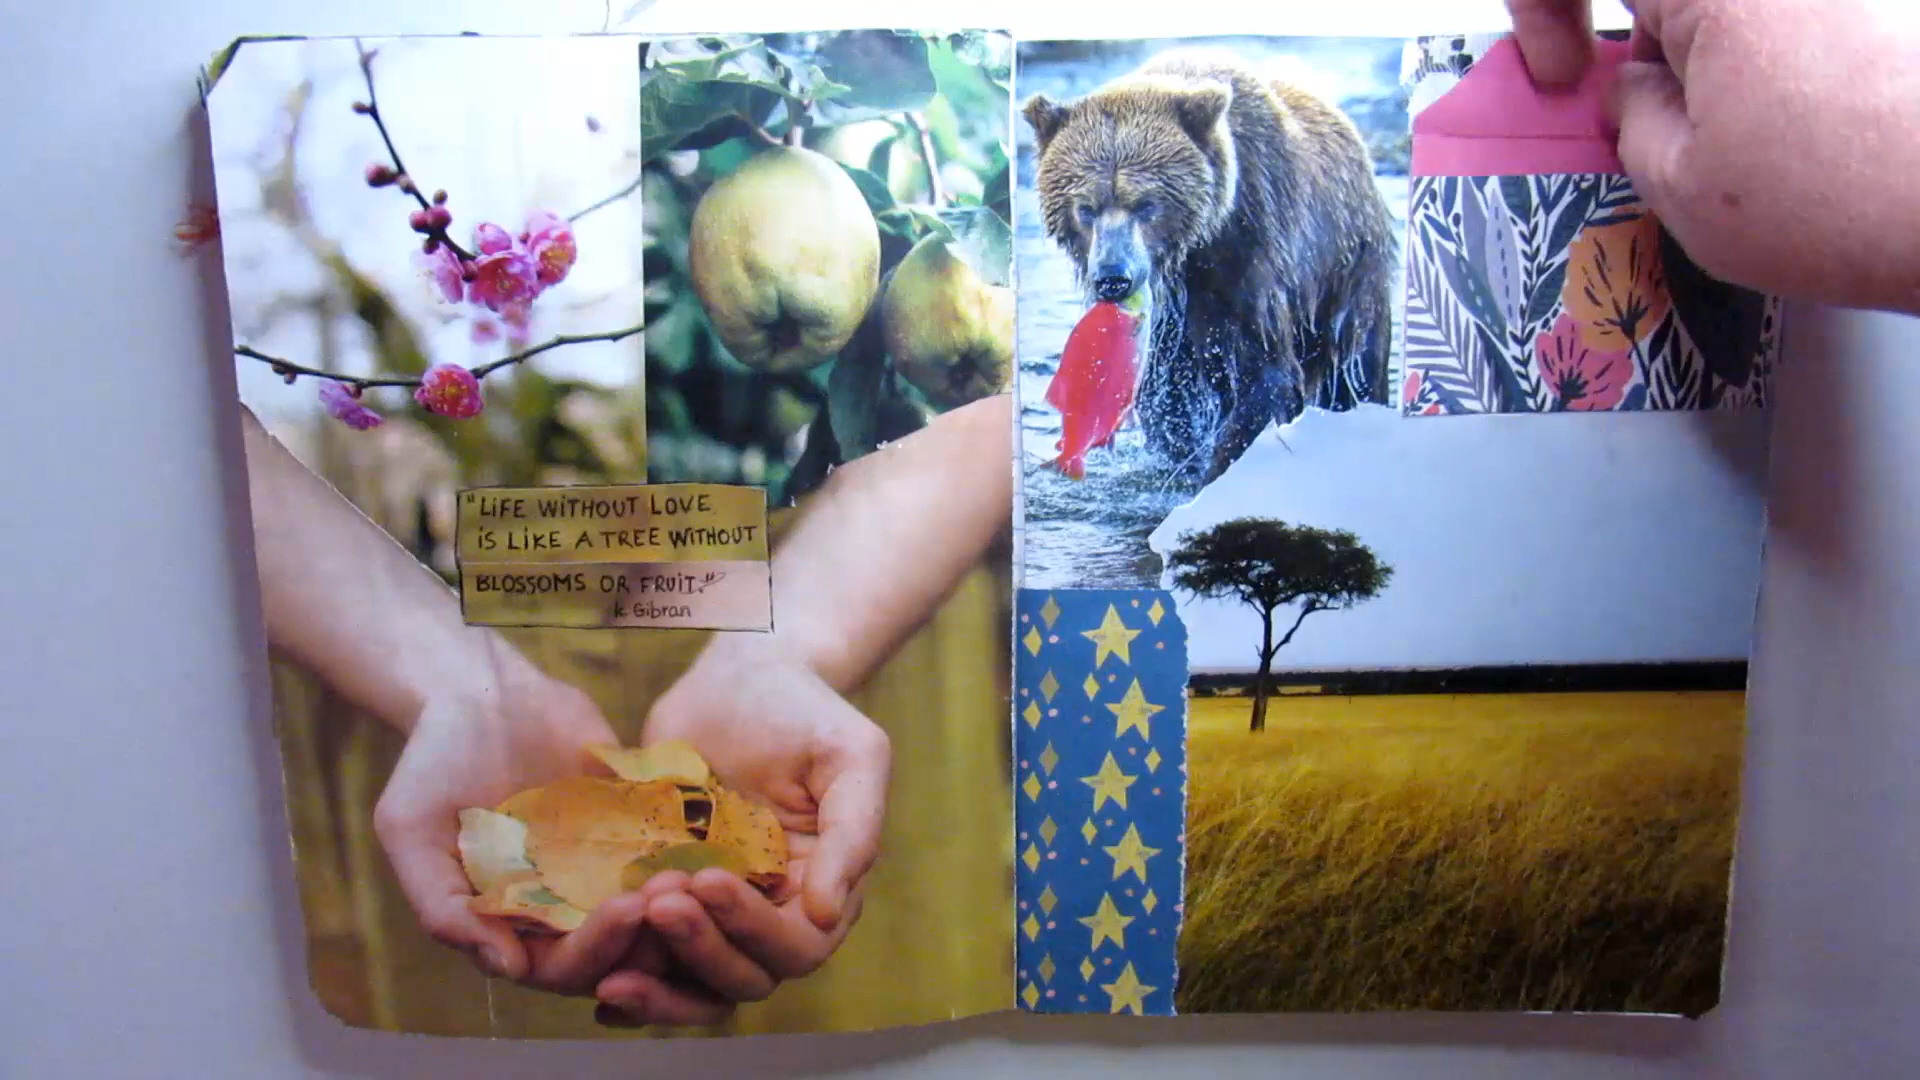 "LiFE WiTHOUT LOVE
iS LiKE A TREE WiTHOUT
BLOSSOMS OR FRUiT."
k. Gibran